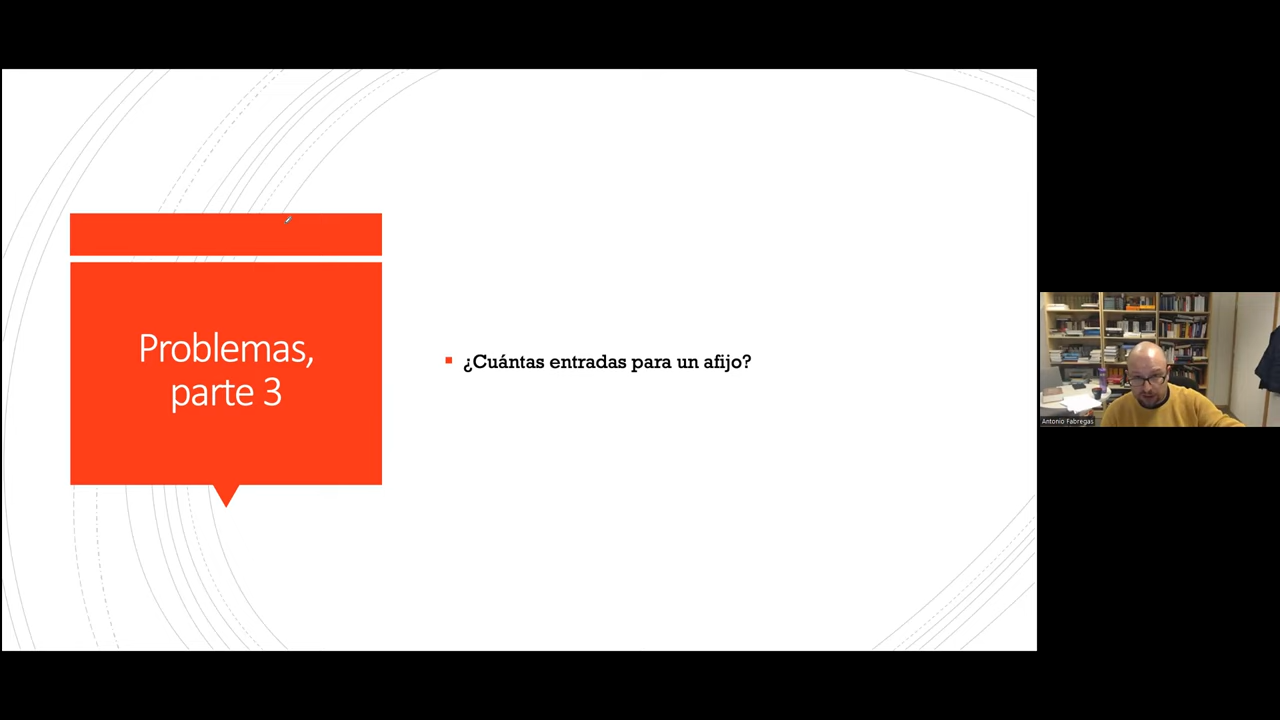 Problemas,
parte 3
¿Cuántas entradas para un afijo?
Antonio Fabregas